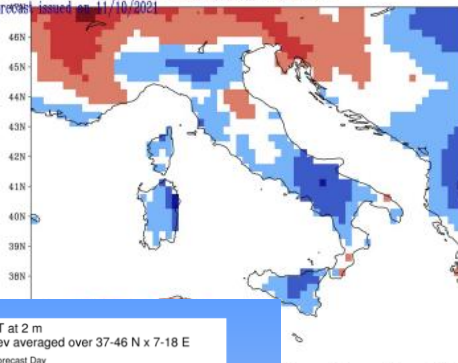 recast issued on 11/10/2021
46N
45N
44N
43N
42N
41N
40N
39N
38N
T at 2 m
ev averaged over 37-46 N x 7-18 E
orecast Day